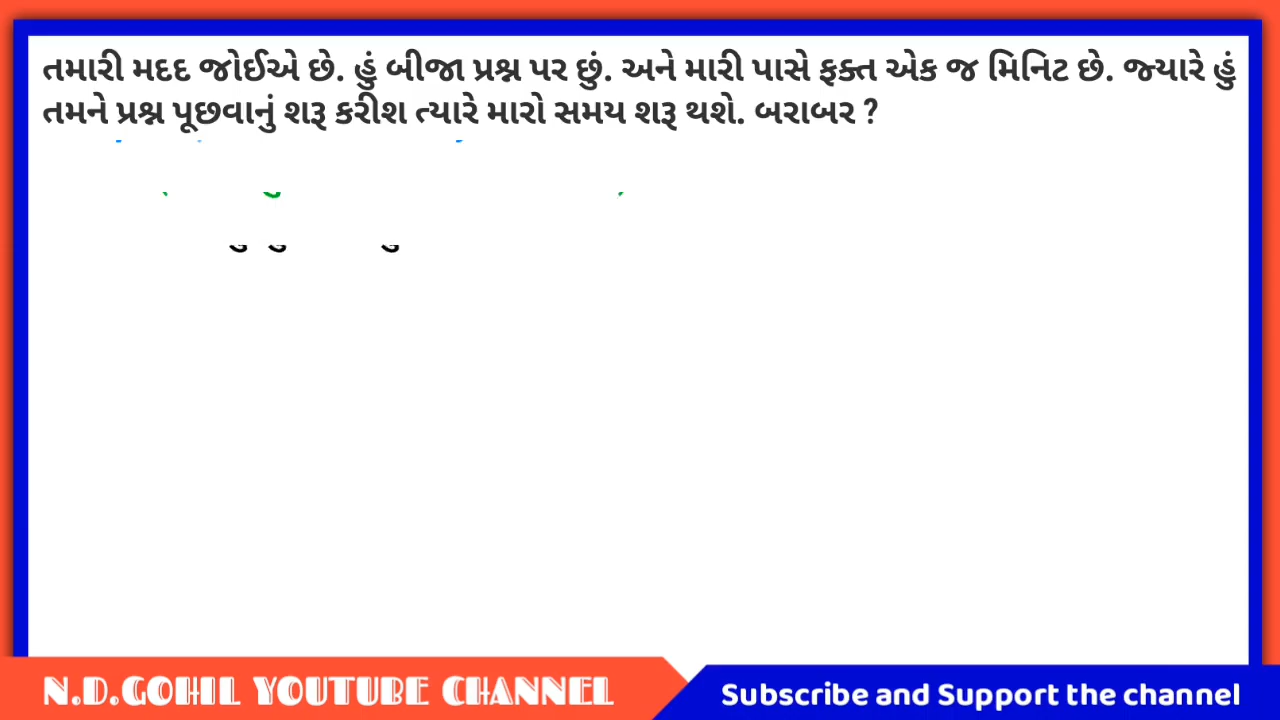 તમારી મદદ જોઈએ છે. હું બીજા પ્રશ્ન પર છું. અને મારી પાસે ફક્ત એક જ મિનિટ છે. જ્યારે હું
તમને પ્રશ્ન પૂછવાનું શરૂ કરીશ ત્યારે મારો સમય શરૂ થશે. બરાબર ?
N.D.GOHIL YOUTUBE CHANNEL
Subscribe and Support the channel